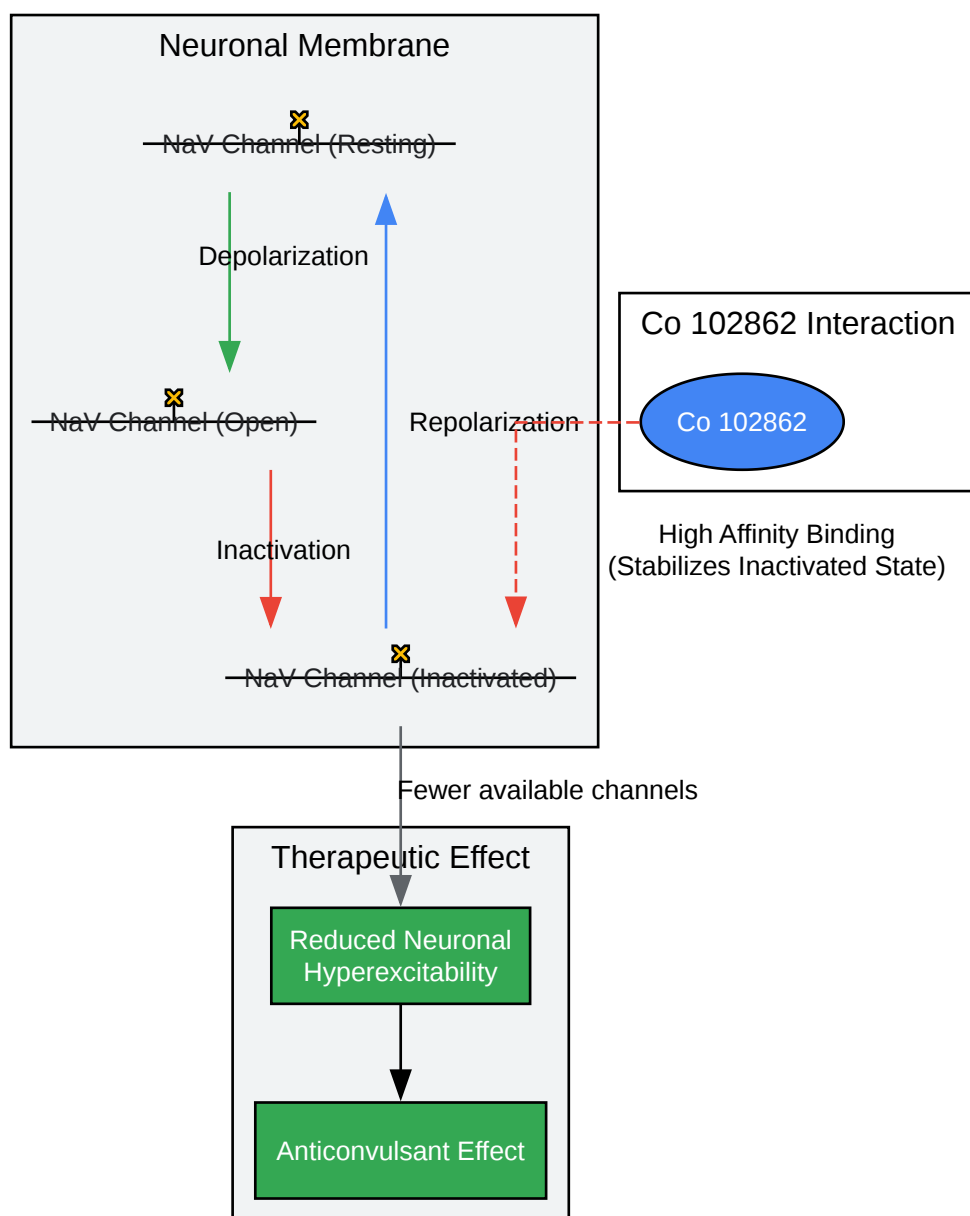 Neuronal Membrane
NaV Channel (Resting)
Depolarization
Co 102862 Interaction
NaV Channel (Open)
Repolarization
Co 102862
Inactivation
High Affinity Binding
(Stabilizes Inactivated State)
NaV Channel (Inactivated)
Fewer available channels
Therapeutic Effect
Reduced Neuronal
Hyperexcitability
Anticonvulsant Effect